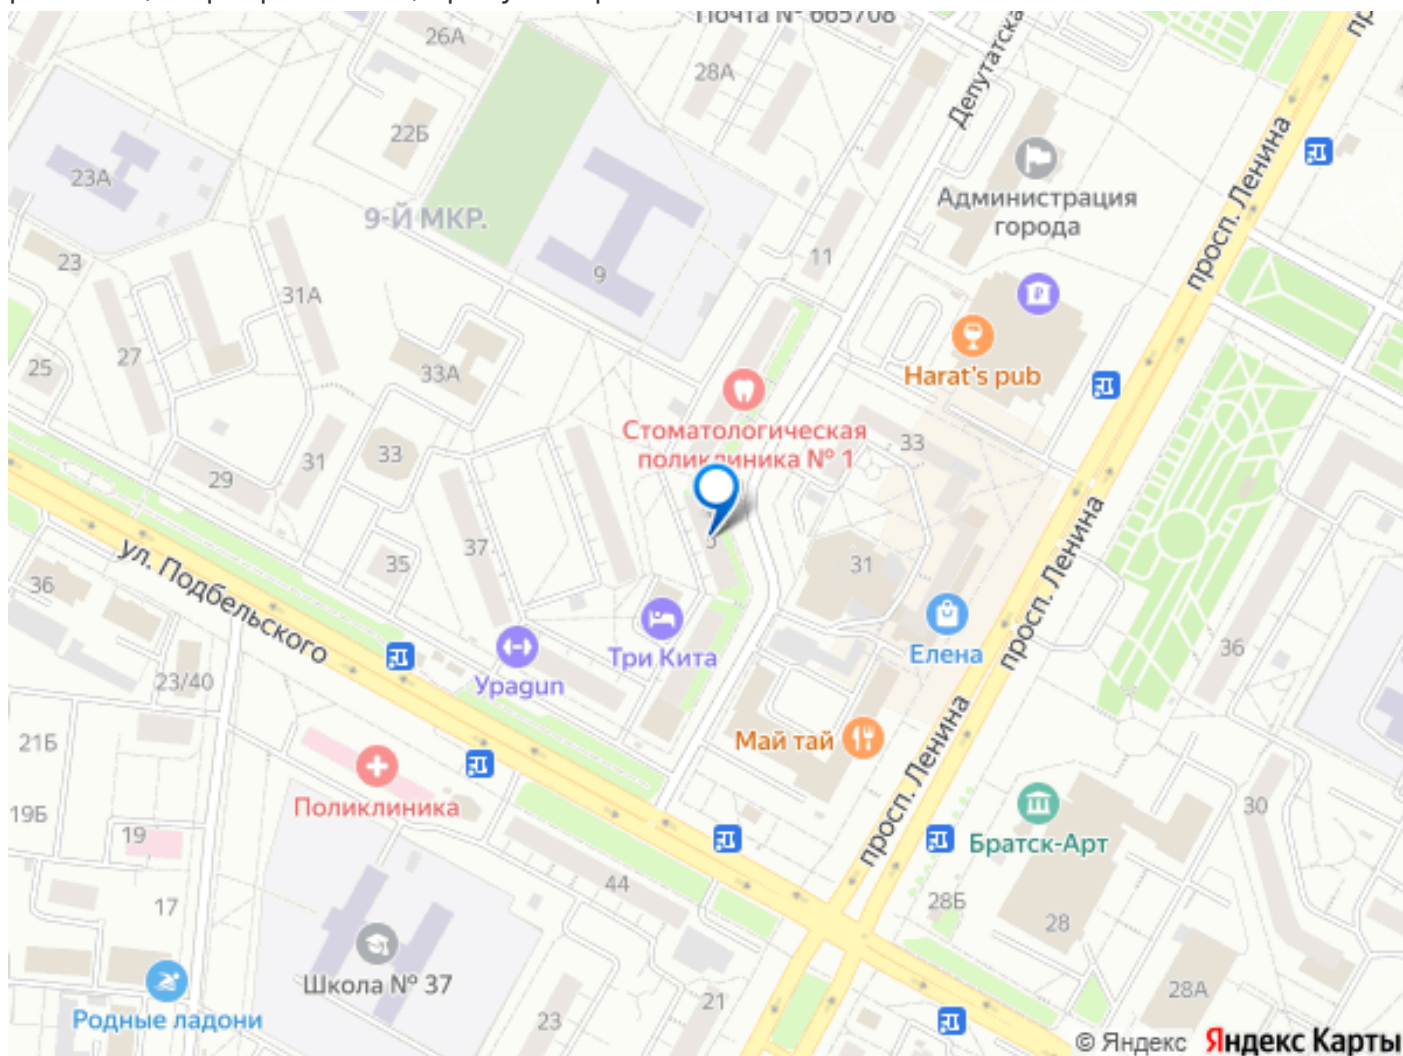 Почта № 665708
26А
28А
Депутатска
22Б
23А
просп. Ленина
Администрация
города
9-Й МКР.
11
23
9
31А
27
25
33А
Harat's pub
Стоматологическая
поликлиника № 1
33
33
31
29
37
35
31
просп. Ленина
36
ул. Подбельского
Три Кита
Елена
36
23/40
Ураgun
просп. Ленина
Май тай
21Б
Поликлиника
19Б
19
30
Братск-Арт
44
17
28Б
28
Школа № 37
28А
21
23
Родные ладони
© Яндекс Яндекс Карты